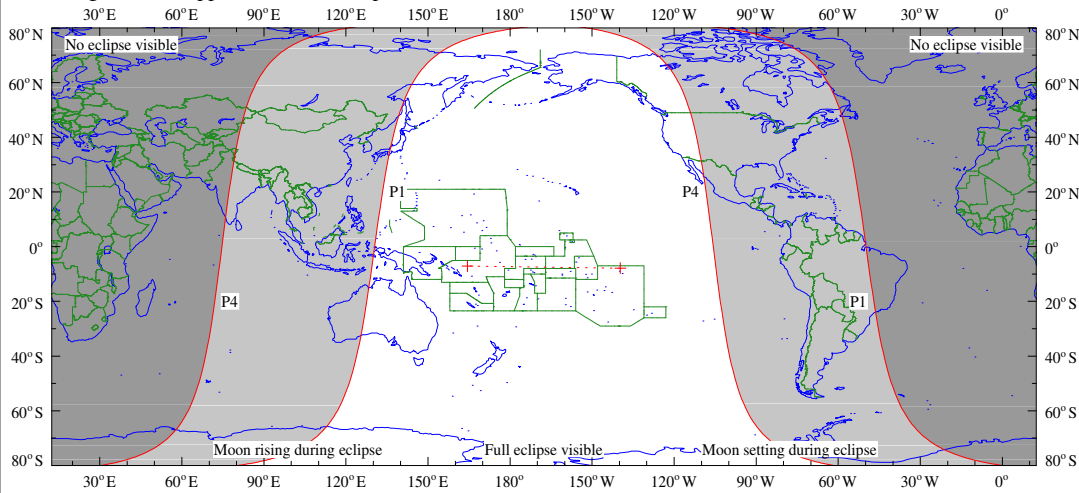 30°E 60°E 90°E 120°E 150°E 180° 150°W 120°W 90°W 60°W 30°W 0°
80°N 80°N
No eclipse visible No eclipse visible
60°N 60°N
40°N 40°N
20°N P1 P4 20°N
0° 0°
20°S P4 P1 20°S
40°S 40°S
60°S 60°S
Moon rising during eclipse Full eclipse visible Moon setting during eclipse
80°S 80°S
30°E 60°E 90°E 120°E 150°E 180° 150°W 120°W 90°W 60°W 30°W 0°